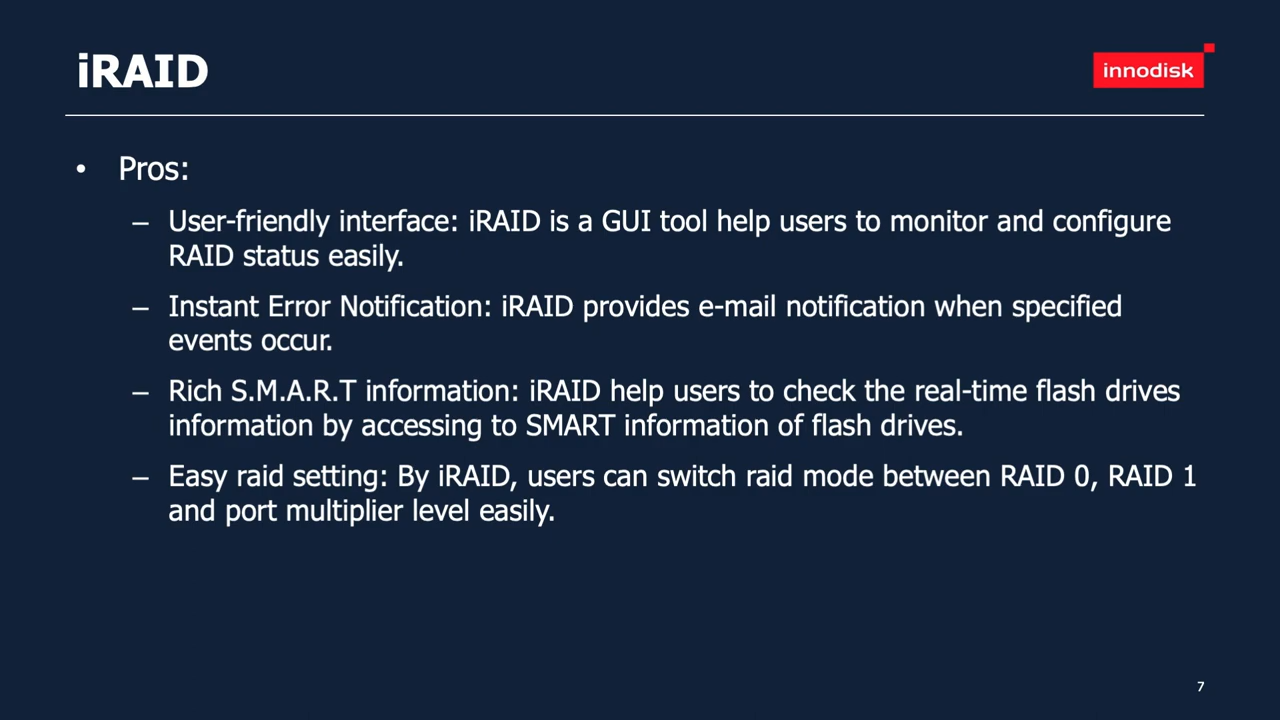 iRAID
innodisk
• Pros:
– User-friendly interface: iRAID is a GUI tool help users to monitor and configure
RAID status easily.
– Instant Error Notification: iRAID provides e-mail notification when specified
events occur.
– Rich S.M.A.R.T information: iRAID help users to check the real-time flash drives
information by accessing to SMART information of flash drives.
– Easy raid setting: By iRAID, users can switch raid mode between RAID 0, RAID 1
and port multiplier level easily.
7